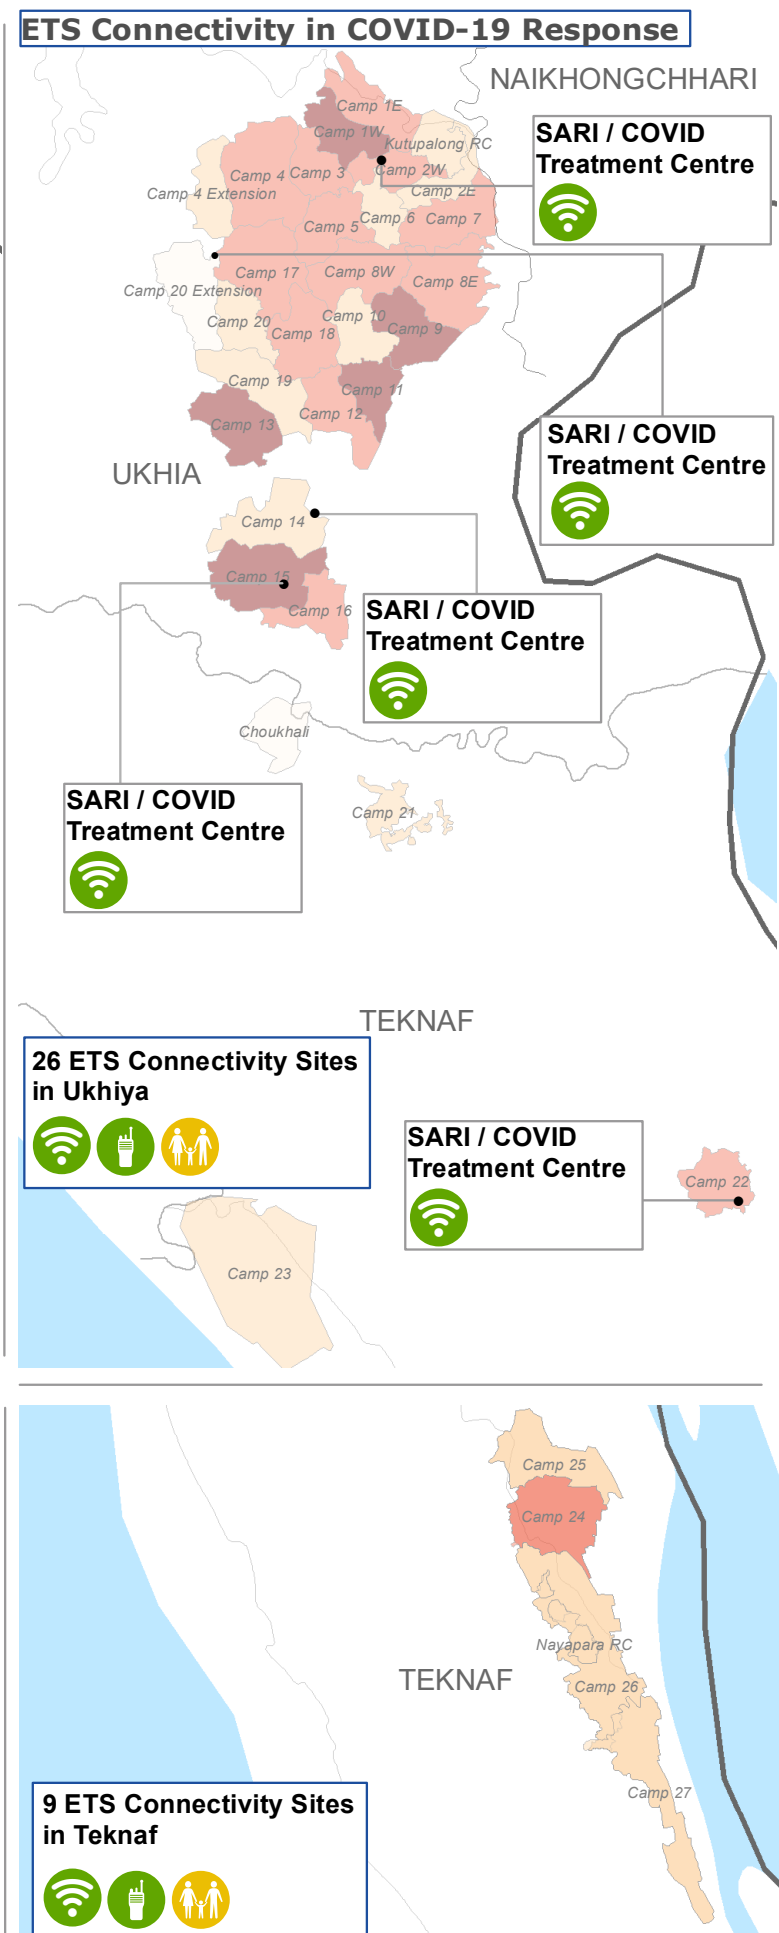 ETS Connectivity in COVID-19 Response
NAIKHONGCHHARI
Camp 1E
Camp 1W
Kutupalong RC
SARI / COVID
Treatment Centre
Camp 4
Camp 3
Camp 2W
Camp 4 Extension
Camp 2E
Camp 5
Camp 6
Camp 7
Camp 17
Camp 8W
Camp 8E
Camp 20 Extension
Camp 20
Camp 10
Camp 18
Camp 9
Camp 19
Camp 11
Camp 13
Camp 12
SARI / COVID
Treatment Centre
UKHIA
Camp 14
Camp 15
Camp 16
SARI / COVID
Treatment Centre
Choukhali
SARI / COVID
Treatment Centre
Camp 21
TEKNAF
26 ETS Connectivity Sites
in Ukhiya
SARI / COVID
Treatment Centre
Camp 22
Camp 23
Camp 25
Camp 24
Nayapara RC
TEKNAF
Camp 26
Camp 27
9 ETS Connectivity Sites
in Teknaf